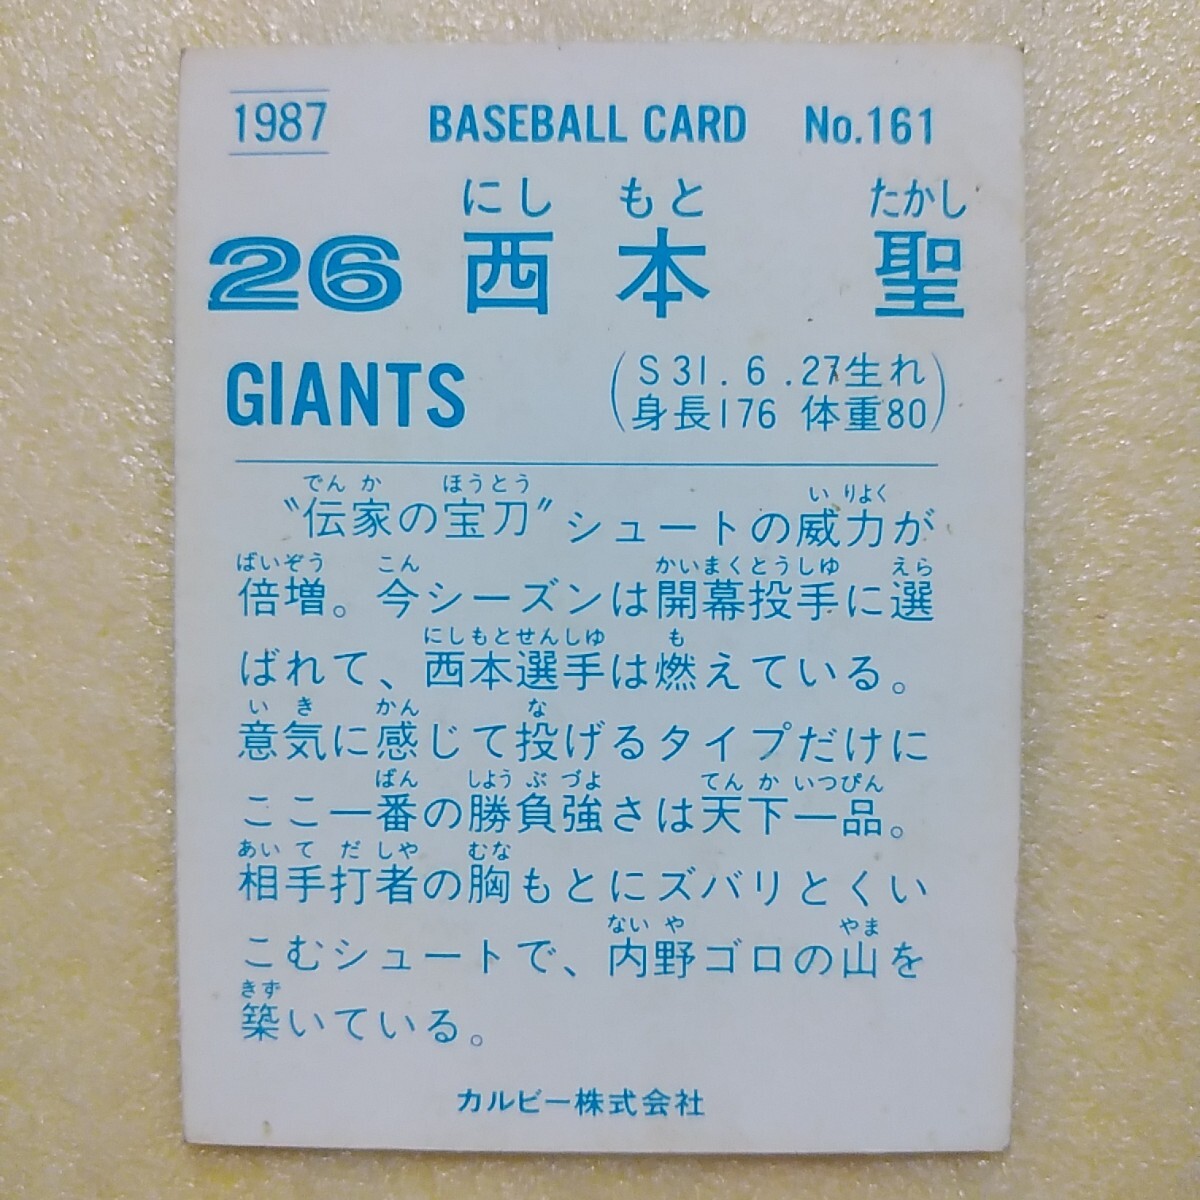 1987 BASEBALL CARD No.161
にし もと たかし
26 西本 聖
GIANTS
(S31.6.27生れ
身長176 体重80)
でん か ほうとう い りよく
〝伝家の宝刀〟シュートの威力が
ばいぞう こん かいまくとうしゆ えら
倍増。今シーズンは開幕投手に選
にしもとせんしゆ も
ばれて、西本選手は燃えている。
い き かん な
意気に感じて投げるタイプだけに
ばん しよう ぶ づよ てん か いつぴん
ここ一番の勝負強さは天下一品。
あい て だ しや むな
相手打者の胸もとにズバリとくい
ない や やま
こむシュートで、内野ゴロの山を
きず
築いている。
カルビー株式会社